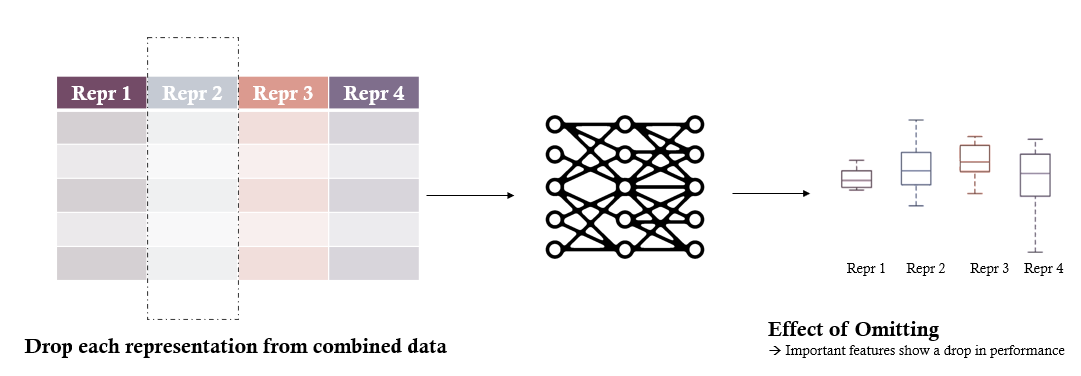 Repr 1 Repr 2 Repr 3 Repr 4
Drop each representation from combined data
Repr 1 Repr 2 Repr 3 Repr 4
Effect of Omitting
→ Important features show a drop in performance